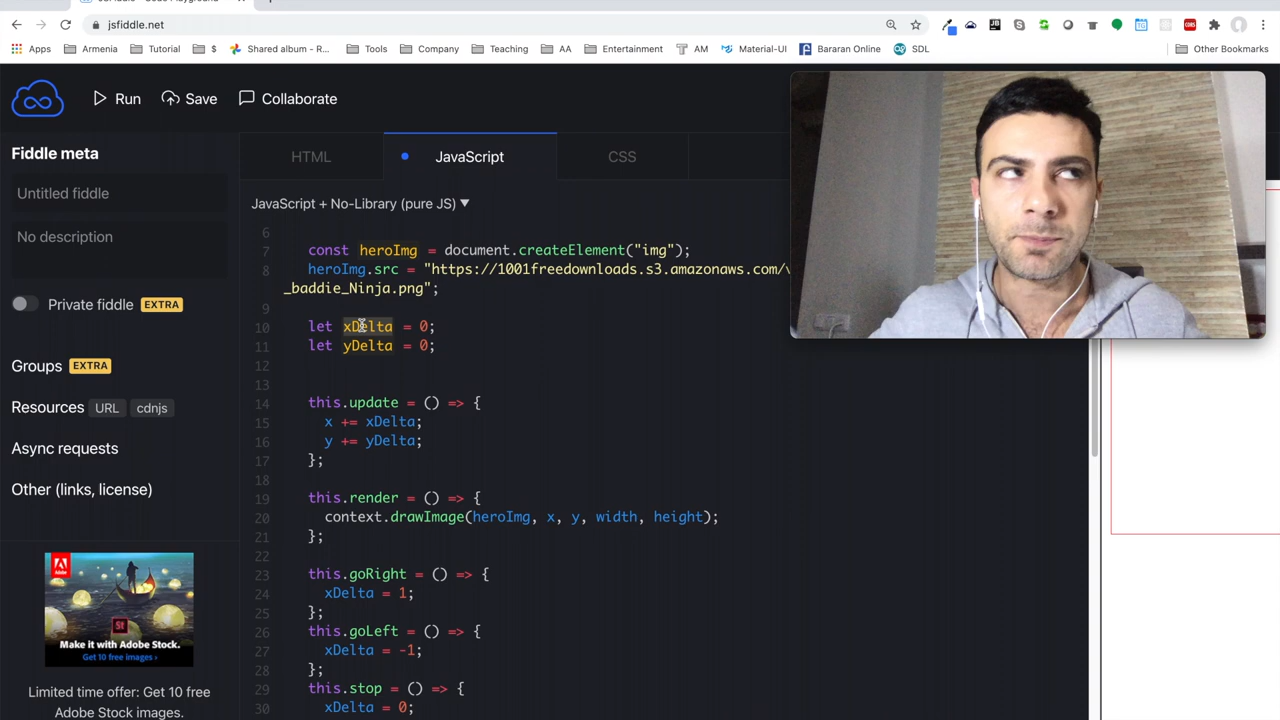 jsfiddle.net
Apps
Armenia
Tutorial
$
Shared album - R...
Tools
Company
Teaching
AA
Entertainment
AM
Material-UI
Bararan Online
SDL
Other Bookmarks
Run
Save
Collaborate
Fiddle meta
Untitled fiddle
No description
Private fiddle EXTRA
Groups EXTRA
Resources URL cdnjs
Async requests
Other (links, license)
Make it with Adobe Stock.
Get 10 free images ›
Limited time offer: Get 10 free
Adobe Stock images.
HTML
JavaScript
CSS
JavaScript + No-Library (pure JS) ▼
6
7 const heroImg = document.createElement("img");
8 heroImg.src = "https://1001freedownloads.s3.amazonaws.com/
_baddie_Ninja.png";
9
10 let xDelta = 0;
11 let yDelta = 0;
12
13
14 this.update = () => {
15 x += xDelta;
16 y += yDelta;
17 };
18
19 this.render = () => {
20 context.drawImage(heroImg, x, y, width, height);
21 };
22
23 this.goRight = () => {
24 xDelta = 1;
25 };
26 this.goLeft = () => {
27 xDelta = -1;
28 };
29 this.stop = () => {
30 xDelta = 0;